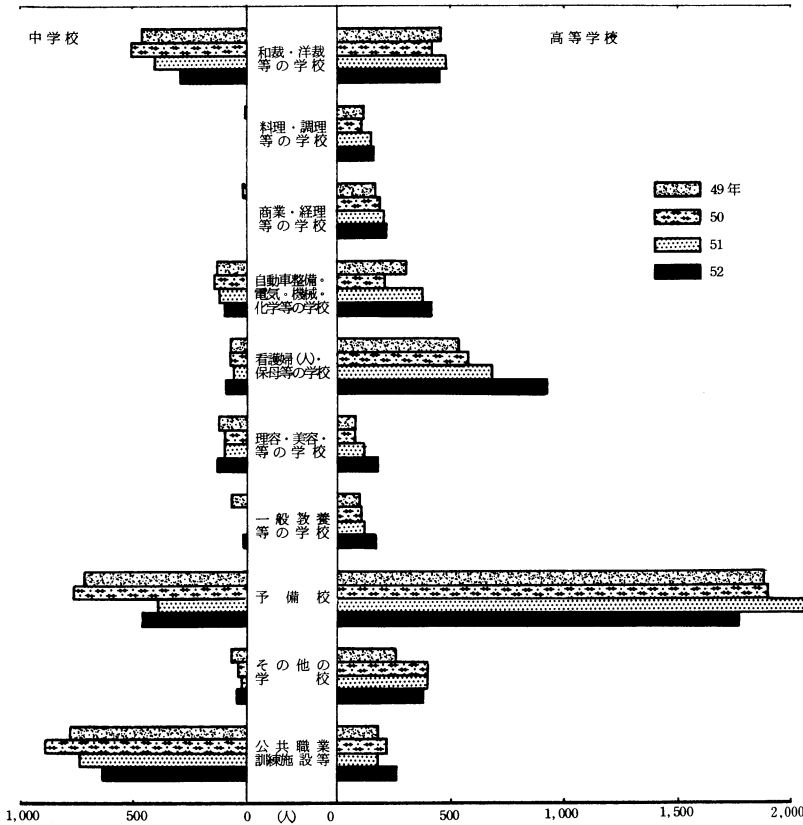 中学校
高等学校
和裁・洋裁
等の学校
料理・調理
等の学校
商業・経理
等の学校
自動車整備・
電気・機械・
化学等の学校
看護婦(人)・
保母等の学校
理容・美容・
等の学校
一般教養
等の学校
予備校
その他の
学校
公共職業
訓練施設等
49年
50
51
52
1,000 500 0 (人) 0 500 1,000 1,500 2,000